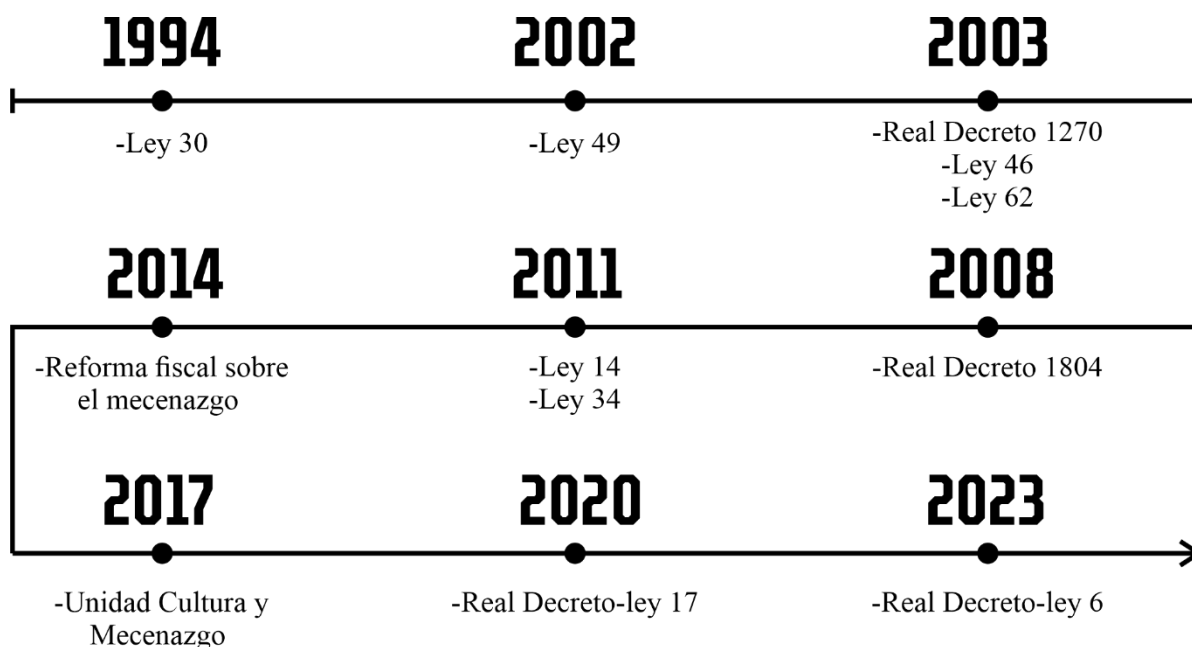 1994
-Ley 30
2002
-Ley 49
2003
-Real Decreto 1270
-Ley 46
-Ley 62
2008
-Real Decreto 1804
2011
-Ley 14
-Ley 34
2014
-Reforma fiscal sobre
el mecenazgo
2017
-Unidad Cultura y
Mecenazgo
2020
-Real Decreto-ley 17
2023
-Real Decreto-ley 6